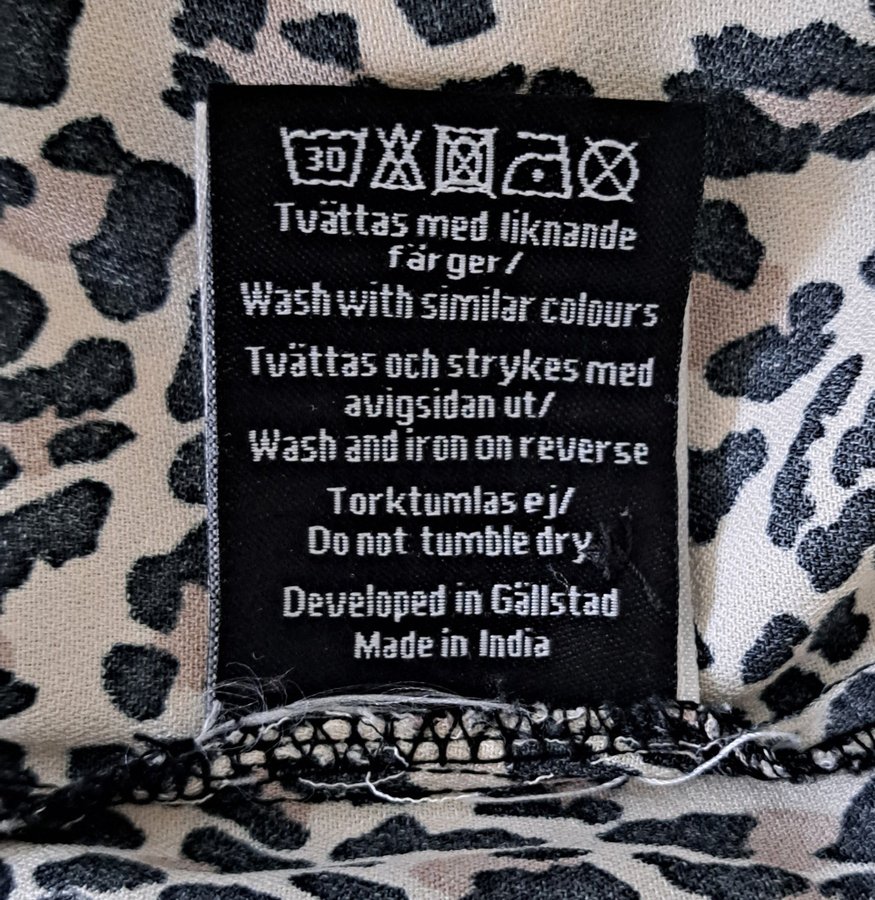 30
Tvättas med liknande
färger/
Wash with similar colours
Tvättas och strykes med
avigsidan ut/
Wash and iron on reverse
Torktumlas ej/
Do not tumble dry
Developed in Gällstad
Made in India